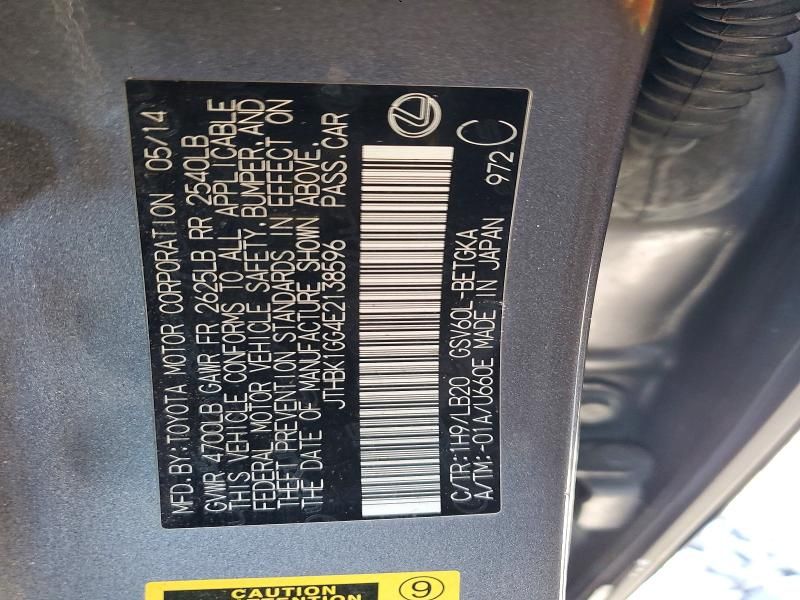 MFD.BY:TOYOTA MOTOR CORPORATION 05/14
GVWR 4700LB GAWR FR 2625LB RR 2540LB
THIS VEHICLE CONFORMS TO ALL APPLICABLE
FEDERAL MOTOR VEHICLE SAFETY,BUMPER,AND
THEFT PREVENTION STANDARDS IN EFFECT ON
THE DATE OF MANUFACTURE SHOWN ABOVE.
JTHBK1GG4E2138596 PASS.CAR
C/TR:1H9/LB20 GSV60L-BETGKA
A/TM:-01A/U660E MADE IN JAPAN 972 C
CAUTION 9